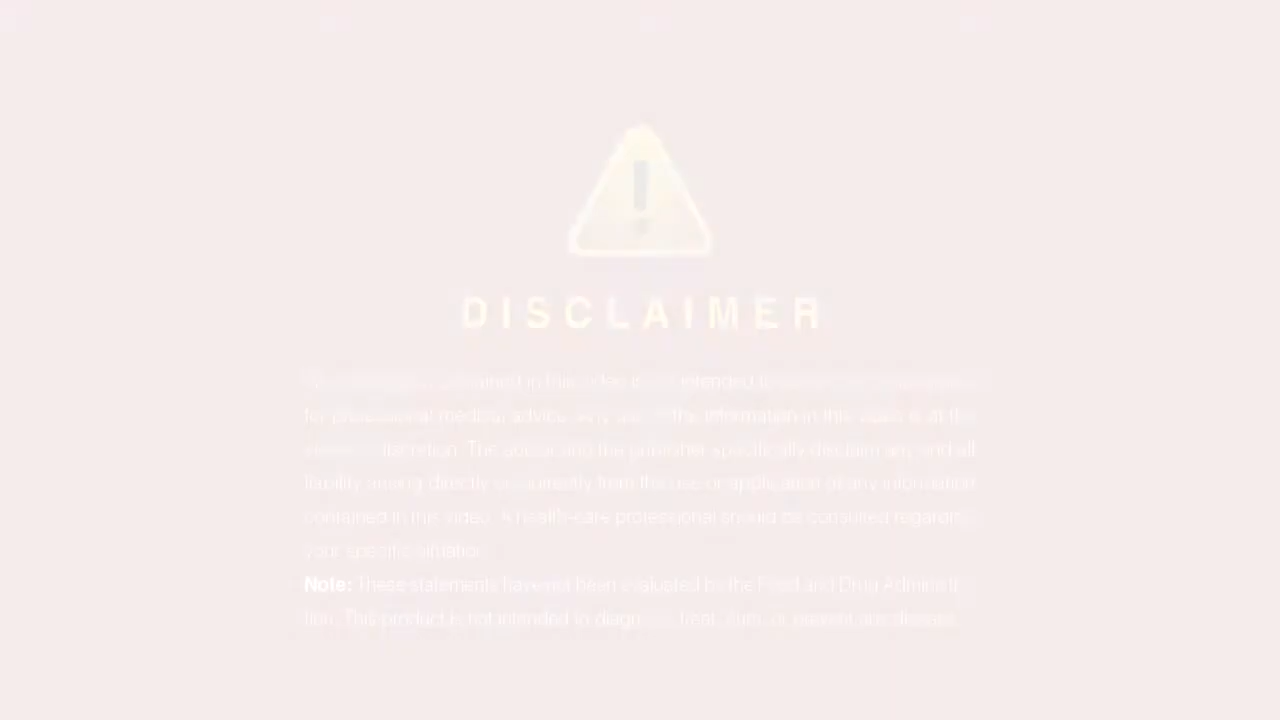 DISCLAIMER
contained in this video is not intended to
for professional medical advice. Any use of the information in this video is at the
discretion. The author and the publisher specifically disclaim any and all
liability arising directly or indirectly from the use or application of any information
contained in this video. A health-care professional should be consulted regarding
your specific situation.
Note: These statements have not been evaluated by the Food and Drug Administra-
tion. This product is not intended to diagnose, treat, cure, or prevent any disease.